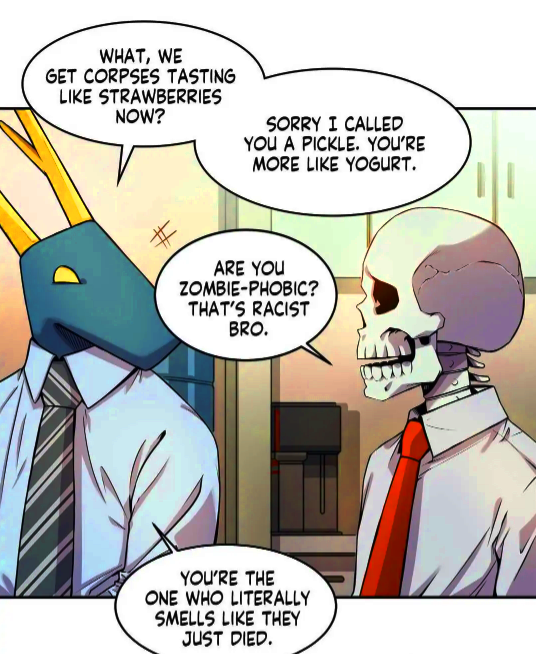 WHAT, WE
GET CORPSES TASTING
LIKE STRAWBERRIES
NOW?
SORRY I CALLED
YOU A PICKLE. YOU'RE
MORE LIKE YOGURT.
ARE YOU
ZOMBIE-PHOBIC?
THAT'S RACIST
BRO.
YOU'RE THE
ONE WHO LITERALLY
SMELLS LIKE THEY
JUST DIED.